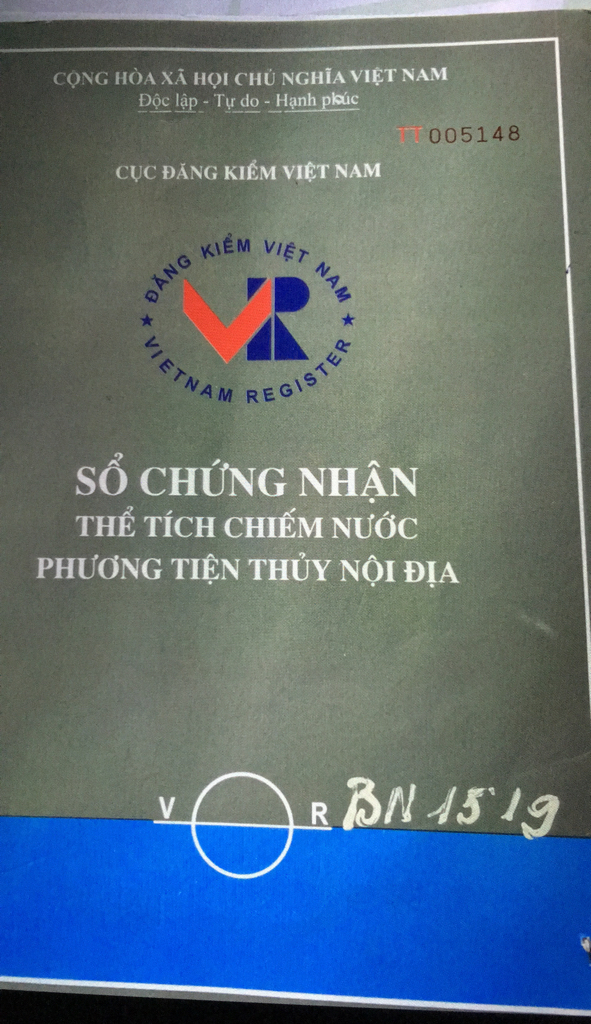 CỘNG HÒA XÃ HỘI CHỦ NGHĨA VIỆT NAM
Độc lập - Tự do - Hạnh phúc
TT 005148
CỤC ĐĂNG KIỂM VIỆT NAM
ĐĂNG KIỂM VIỆT NAM
VR
VIETNAM REGISTER
SỔ CHỨNG NHẬN
THỂ TÍCH CHIẾM NƯỚC
PHƯƠNG TIỆN THỦY NỘI ĐỊA
V R BN 1519